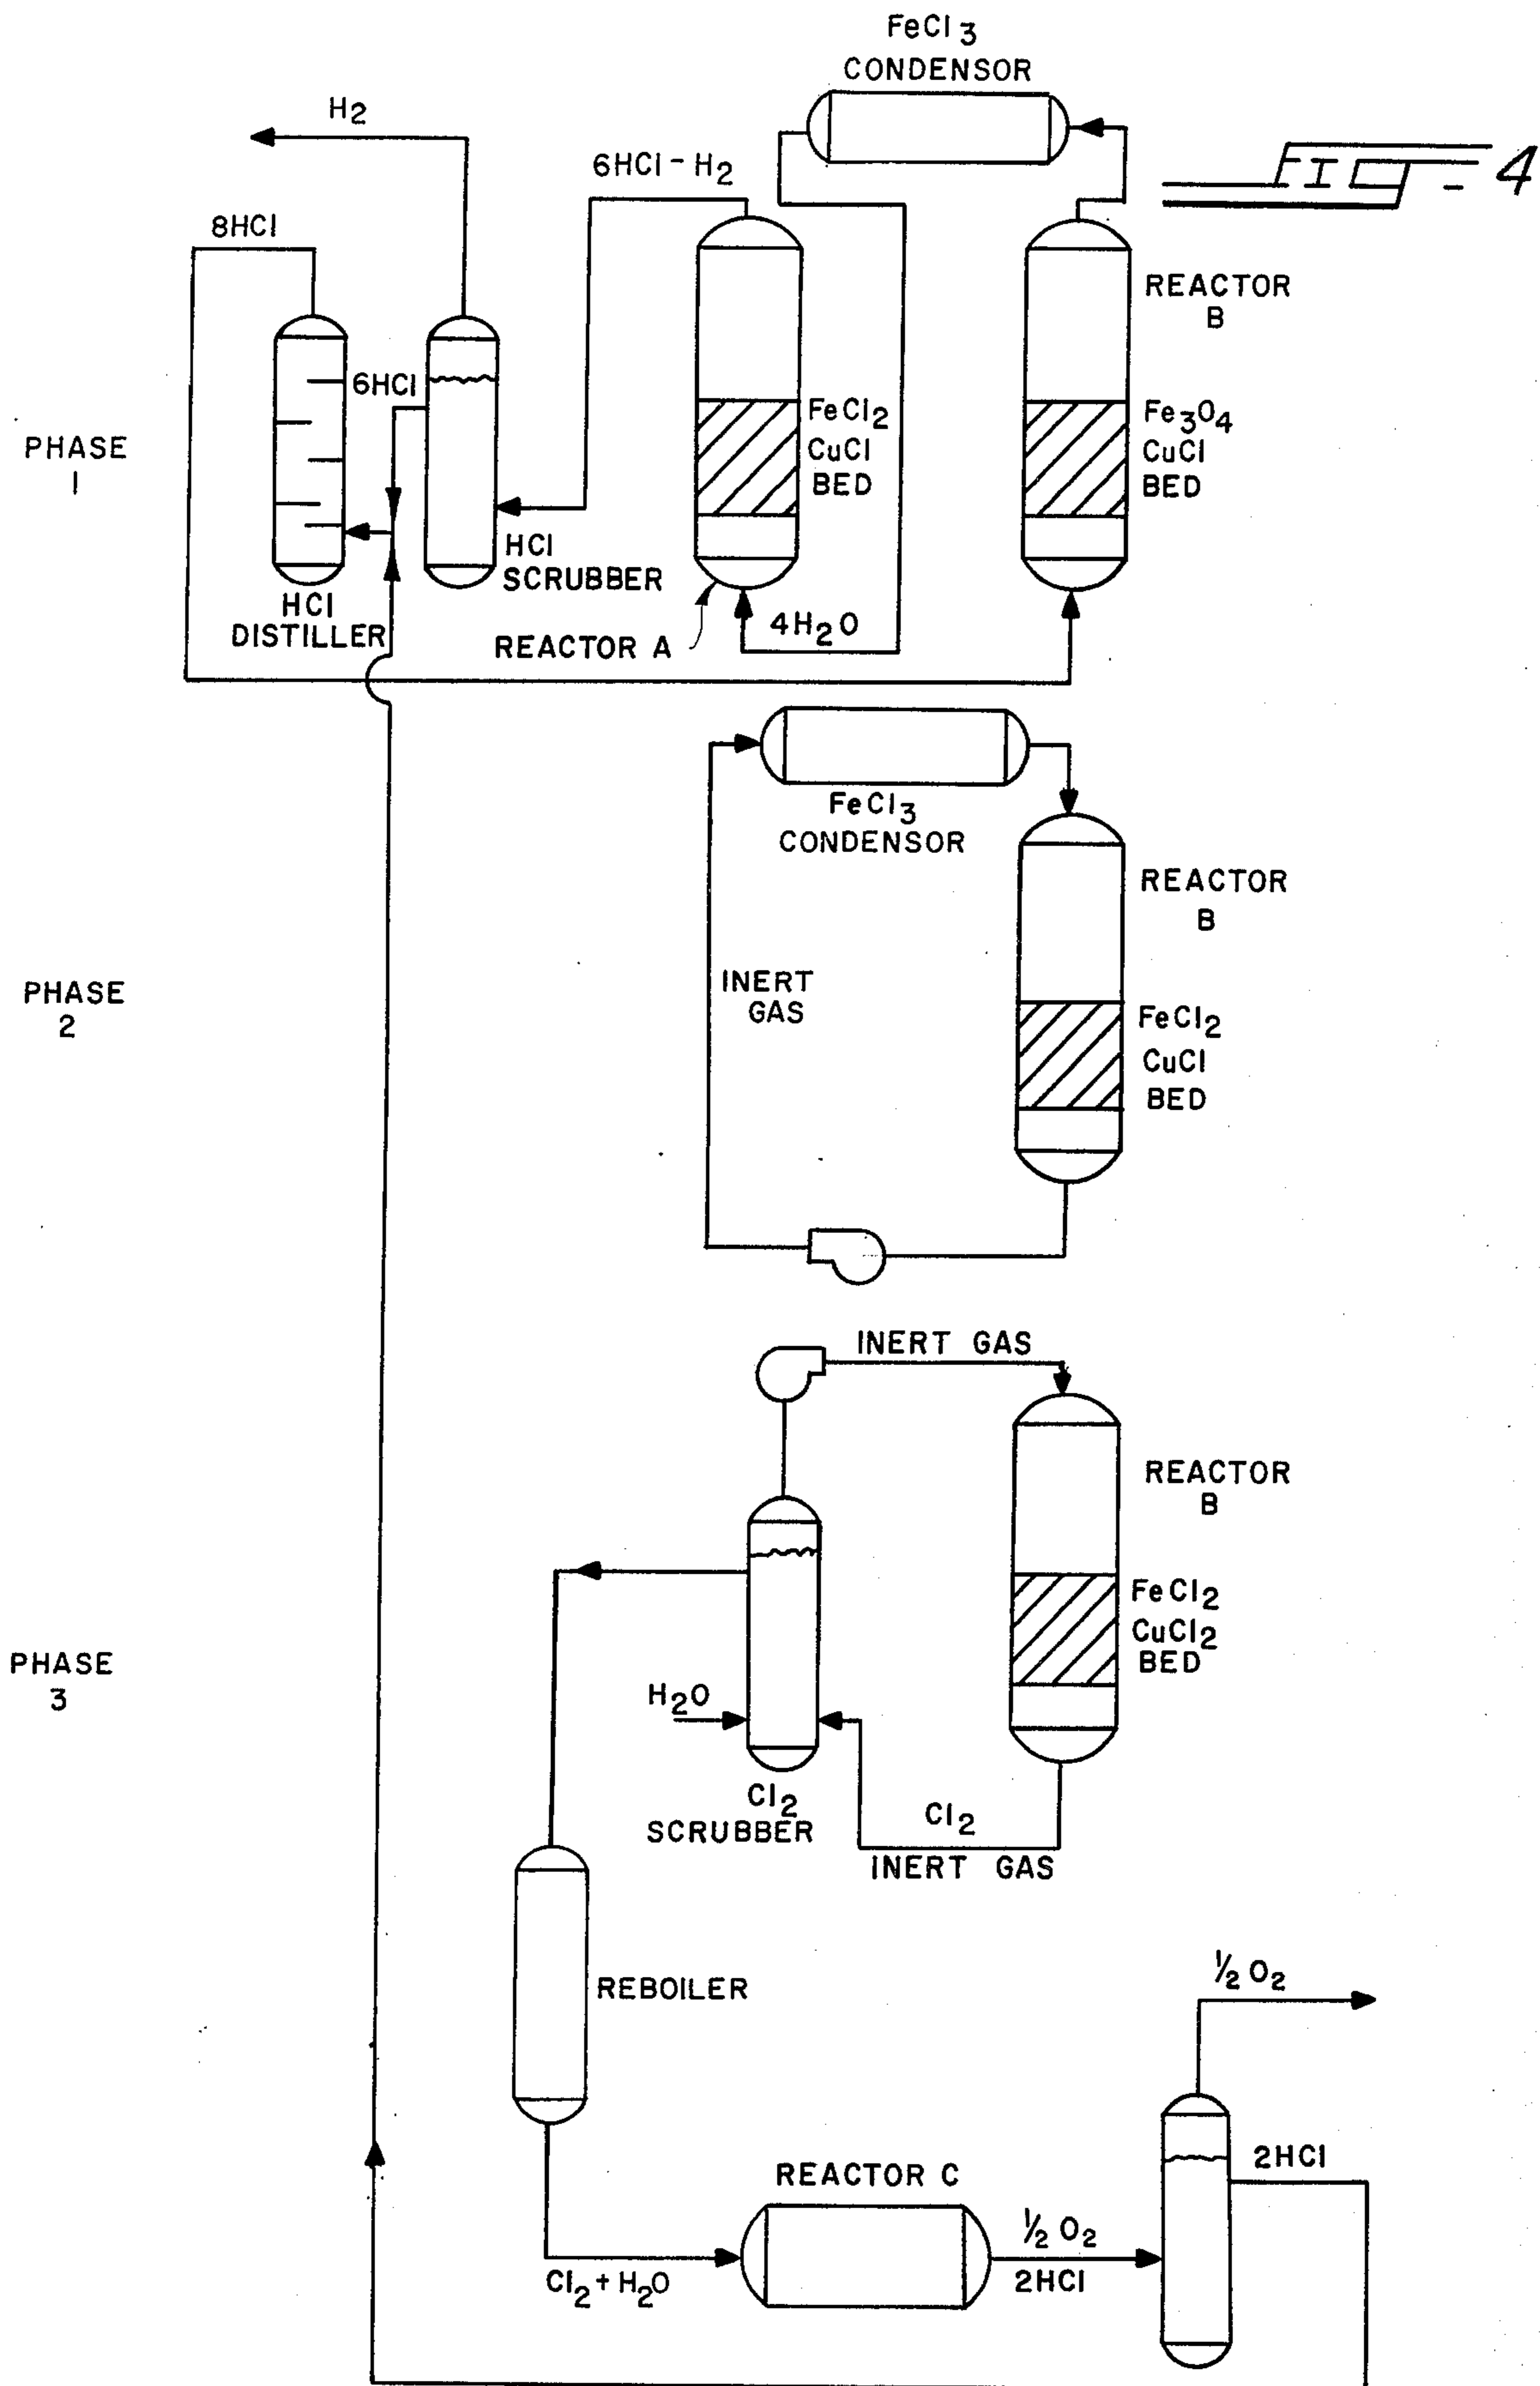 FeCl3
CONDENSOR
H2
6HCl-H2
FIG-4
8HCl
REACTOR
B
6HCl
FeCl2
CuCl
BED
Fe3O4
CuCl
BED
PHASE
1
HCl
SCRUBBER
HCl
DISTILLER
REACTOR A
4H2O
FeCl3
CONDENSOR
REACTOR
B
PHASE
2
INERT
GAS
FeCl2
CuCl
BED
INERT GAS
REACTOR
B
FeCl2
CuCl2
BED
PHASE
3
H2O
Cl2
SCRUBBER
Cl2
INERT GAS
REBOILER
½ O2
REACTOR C
2HCl
½ O2
2HCl
Cl2+H2O